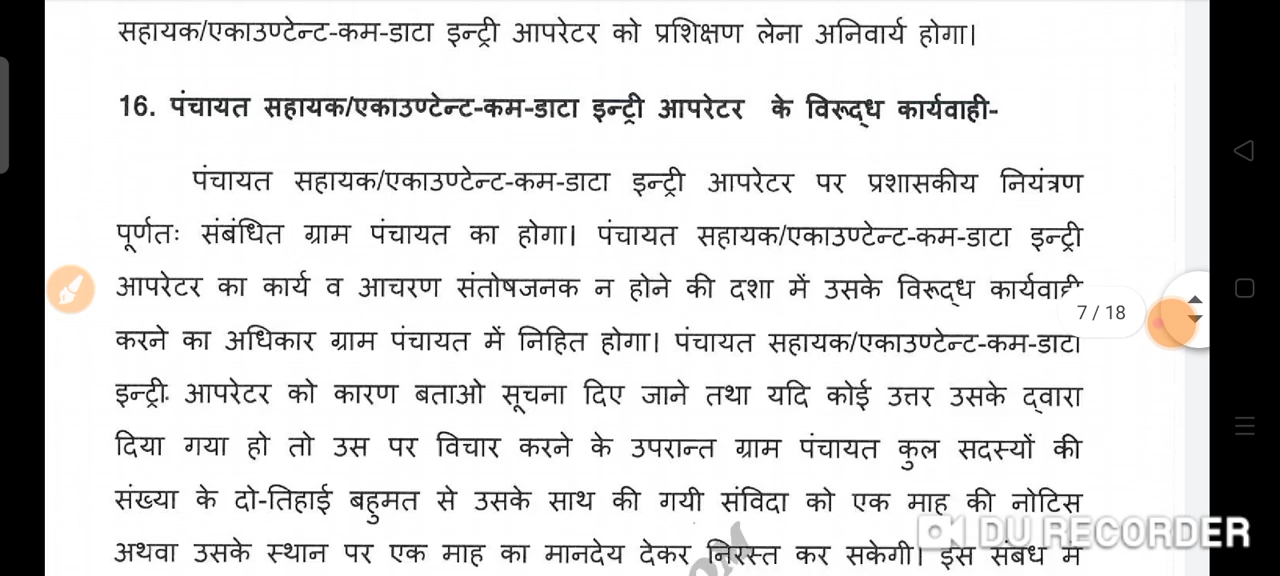 सहायक/एकाउण्टेन्ट-कम-डाटा इन्ट्री आपरेटर को प्रशिक्षण लेना अनिवार्य होगा।
16. पंचायत सहायक/एकाउण्टेन्ट-कम-डाटा इन्ट्री आपरेटर के विरूद्ध कार्यवाही-
पंचायत सहायक/एकाउण्टेन्ट-कम-डाटा इन्ट्री आपरेटर पर प्रशासकीय नियंत्रण
पूर्णतः संबंधित ग्राम पंचायत का होगा। पंचायत सहायक/एकाउण्टेन्ट-कम-डाटा इन्ट्री
आपरेटर का कार्य व आचरण संतोषजनक न होने की दशा में उसके विरूद्ध कार्यवाही
7 / 18
करने का अधिकार ग्राम पंचायत में निहित होगा। पंचायत सहायक/एकाउण्टेन्ट-कम-डाटा
इन्ट्री आपरेटर को कारण बताओ सूचना दिए जाने तथा यदि कोई उत्तर उसके द्वारा
दिया गया हो तो उस पर विचार करने के उपरान्त ग्राम पंचायत कुल सदस्यों की
संख्या के दो-तिहाई बहुमत से उसके साथ की गयी संविदा को एक माह की नोटिस
अथवा उसके स्थान पर एक माह का मानदेय देकर निरस्त कर सकेगी। इस संबंध में
DU RECORDER